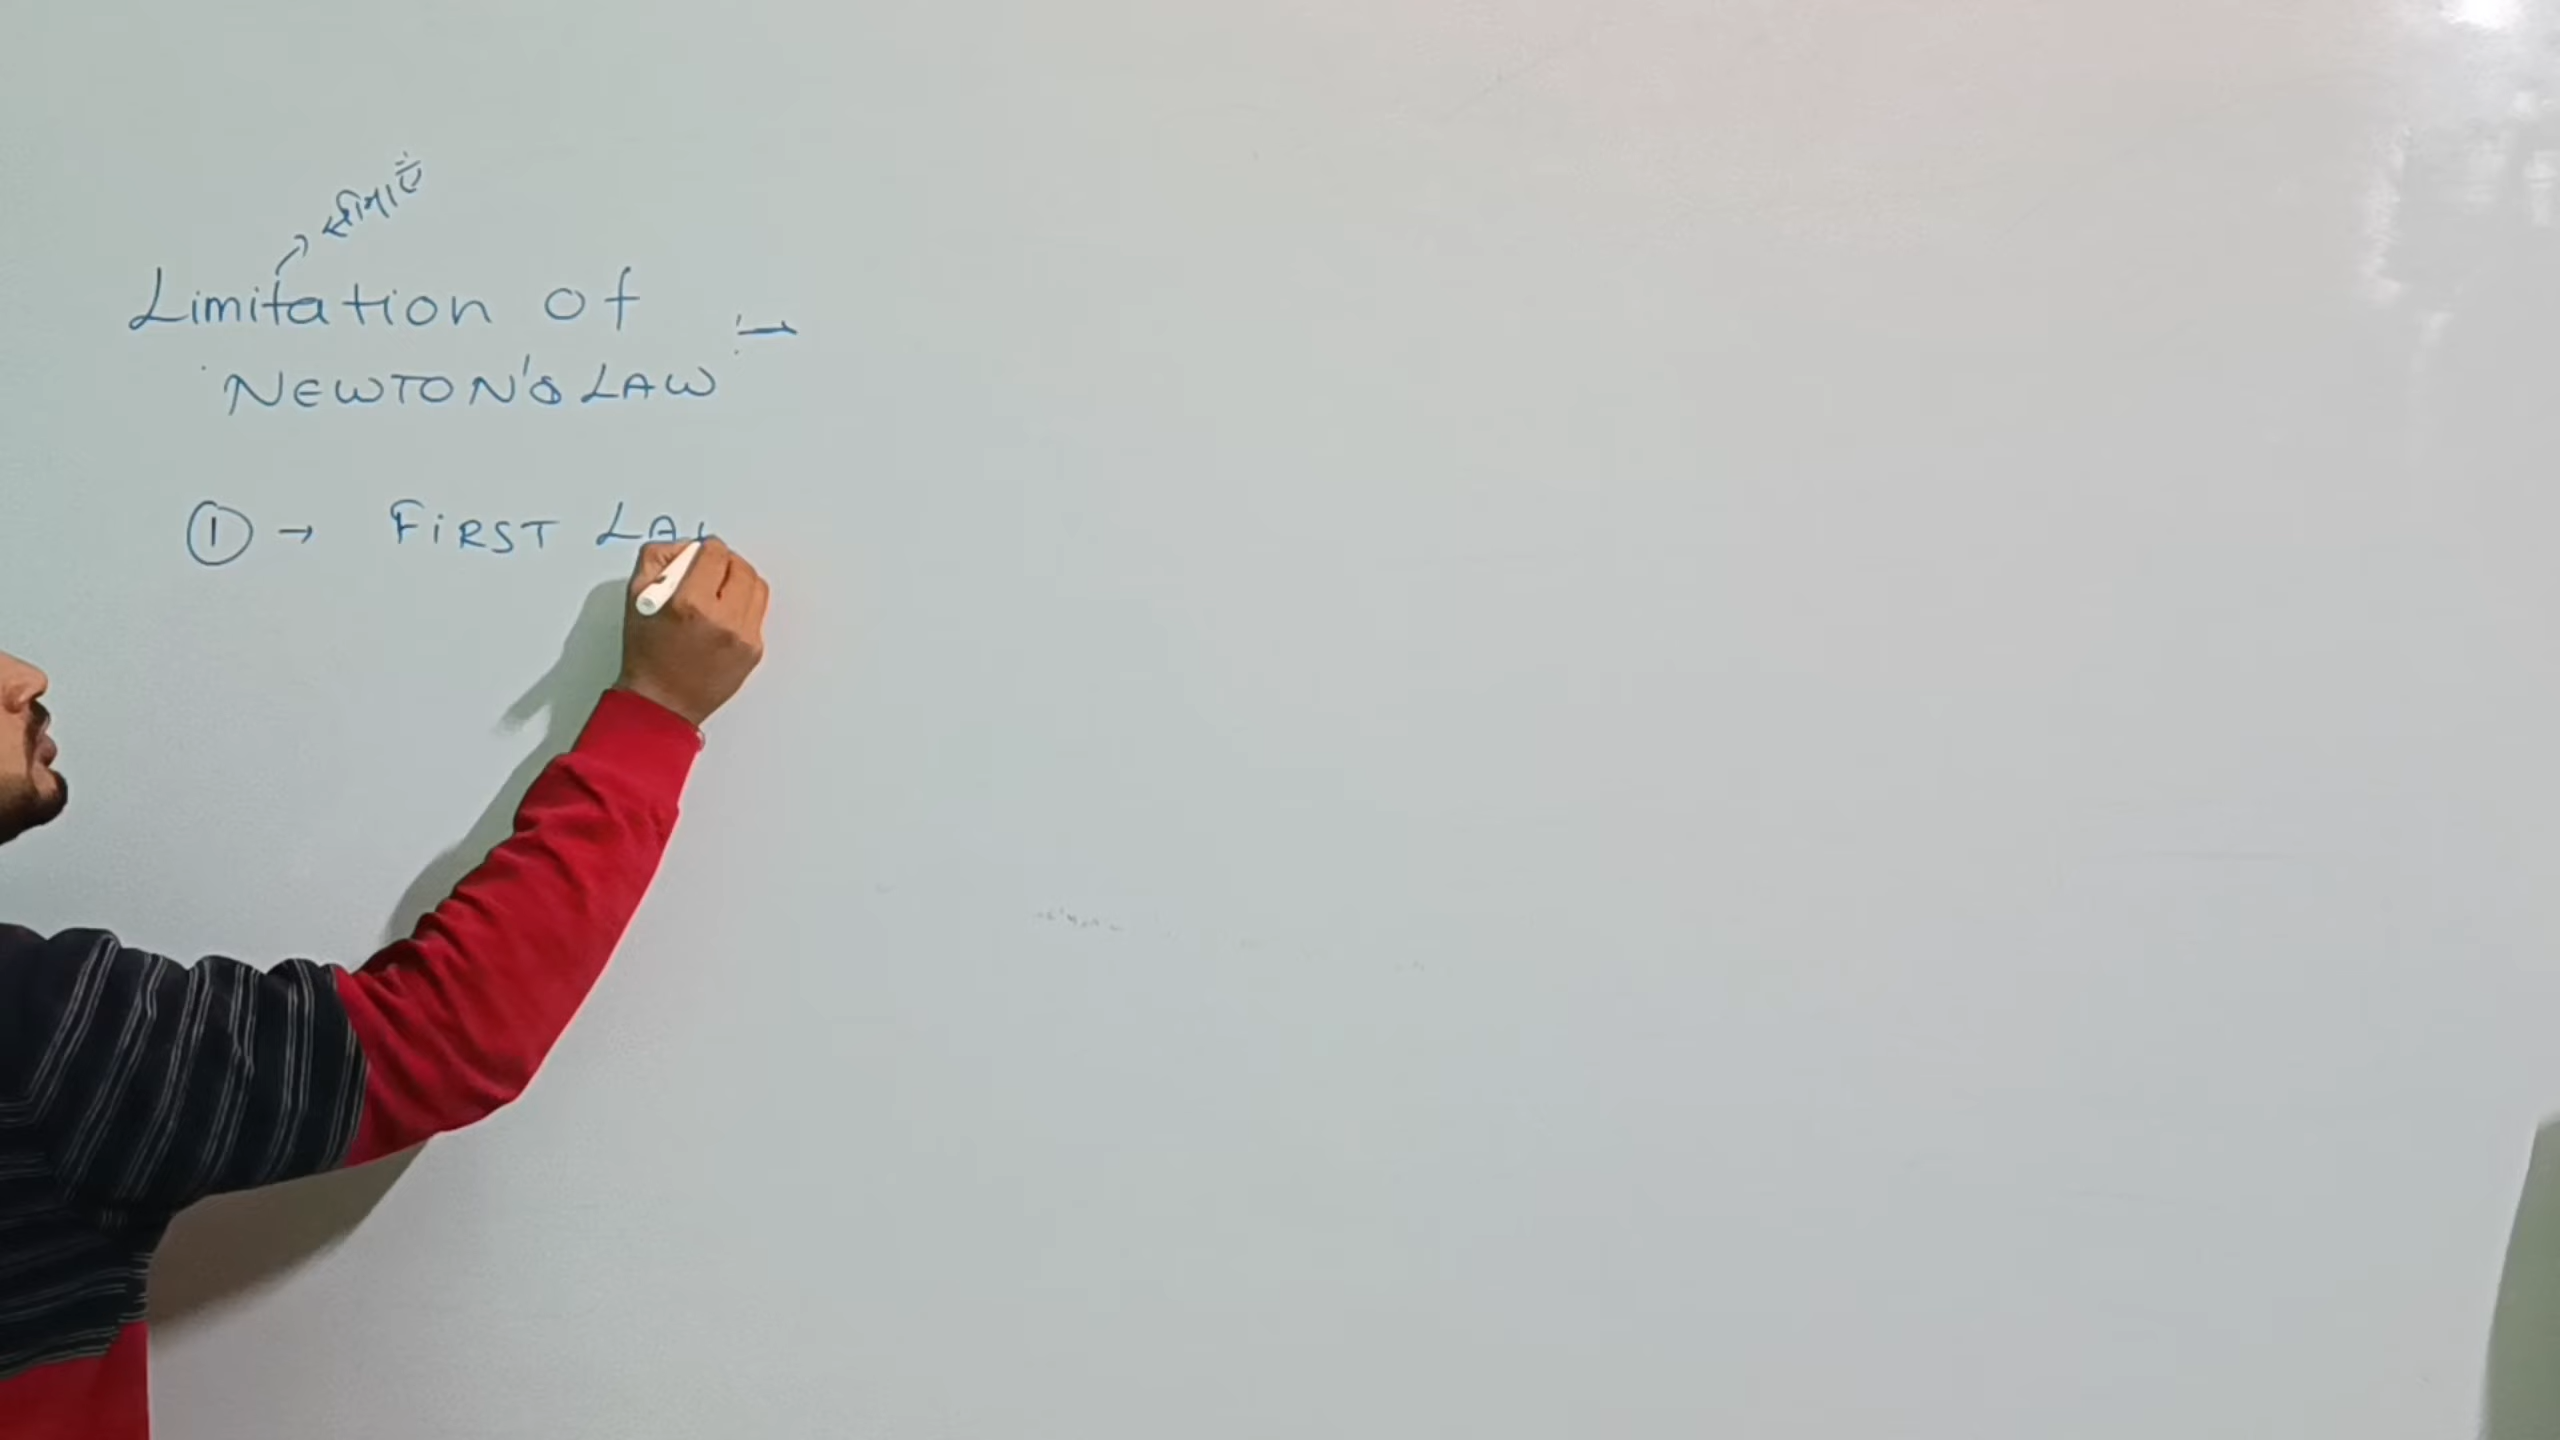 सीमाएँ
Limitation of :-
NEWTON'S LAW
① → FIRST LAW